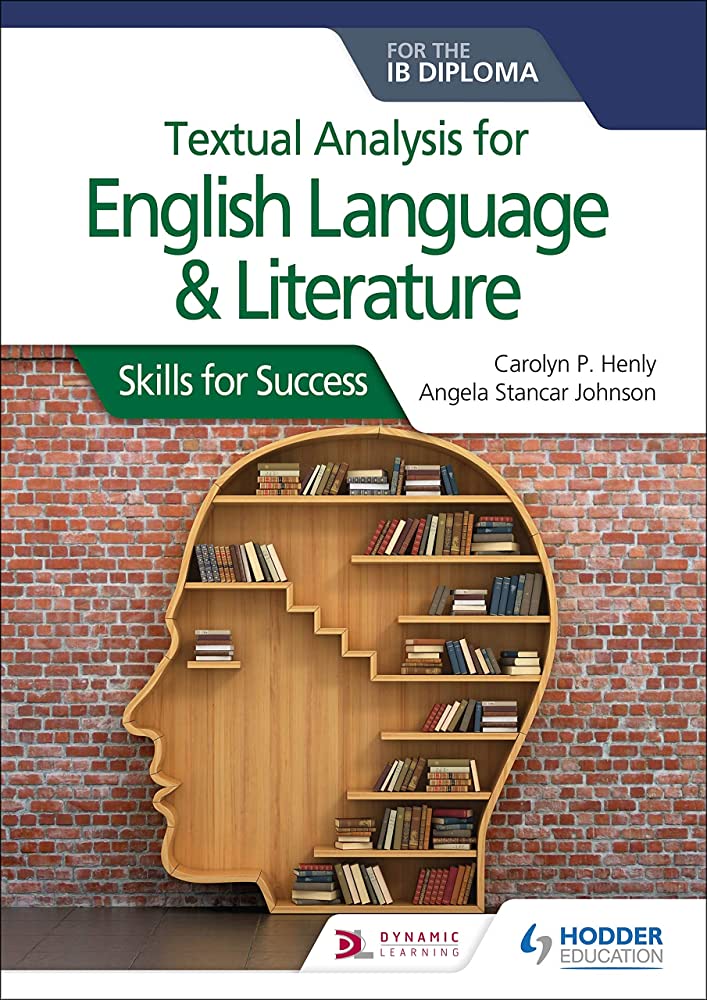 FOR THE
IB DIPLOMA
Textual Analysis for
English Language
& Literature
Skills for Success
Carolyn P. Henly
Angela Stancar Johnson
DYNAMIC
LEARNING
HODDER
EDUCATION